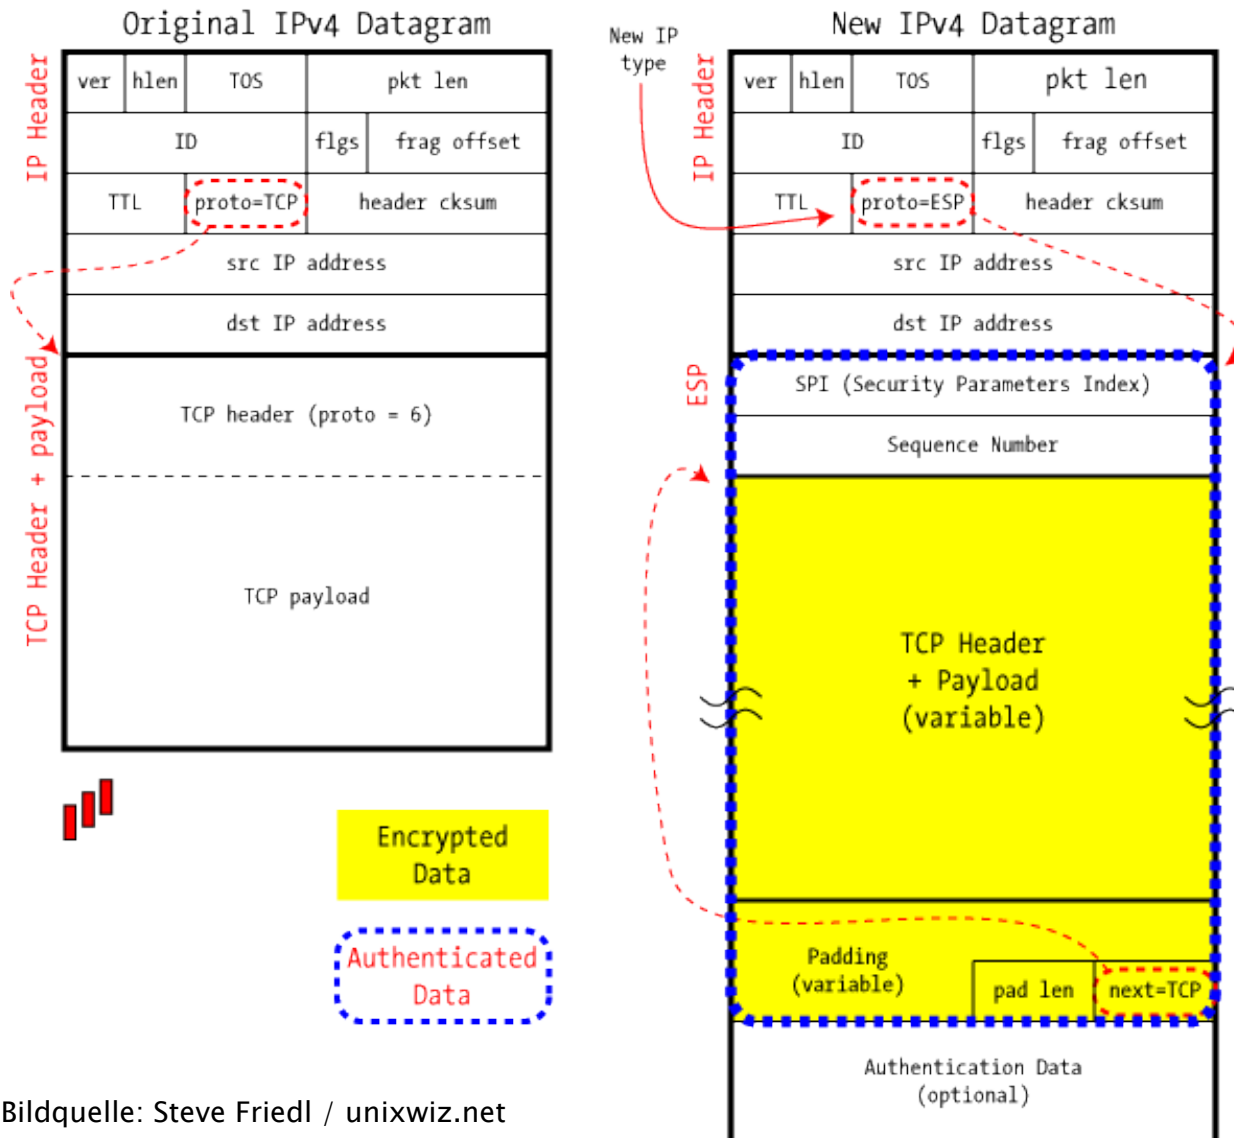 Original IPv4 Datagram
IP Header
ver hlen TOS pkt len
ID flgs frag offset
TTL proto=TCP header cksum
src IP address
dst IP address
TCP Header + payload
TCP header (proto = 6)
TCP payload
Encrypted
Data
Authenticated
Data
New IPv4 Datagram
New IP
type
IP Header
ver hlen TOS pkt len
ID flgs frag offset
TTL proto=ESP header cksum
src IP address
dst IP address
ESP
SPI (Security Parameters Index)
Sequence Number
TCP Header
+ Payload
(variable)
Padding
(variable)
pad len next=TCP
Authentication Data
(optional)
Bildquelle: Steve Friedl / unixwiz.net